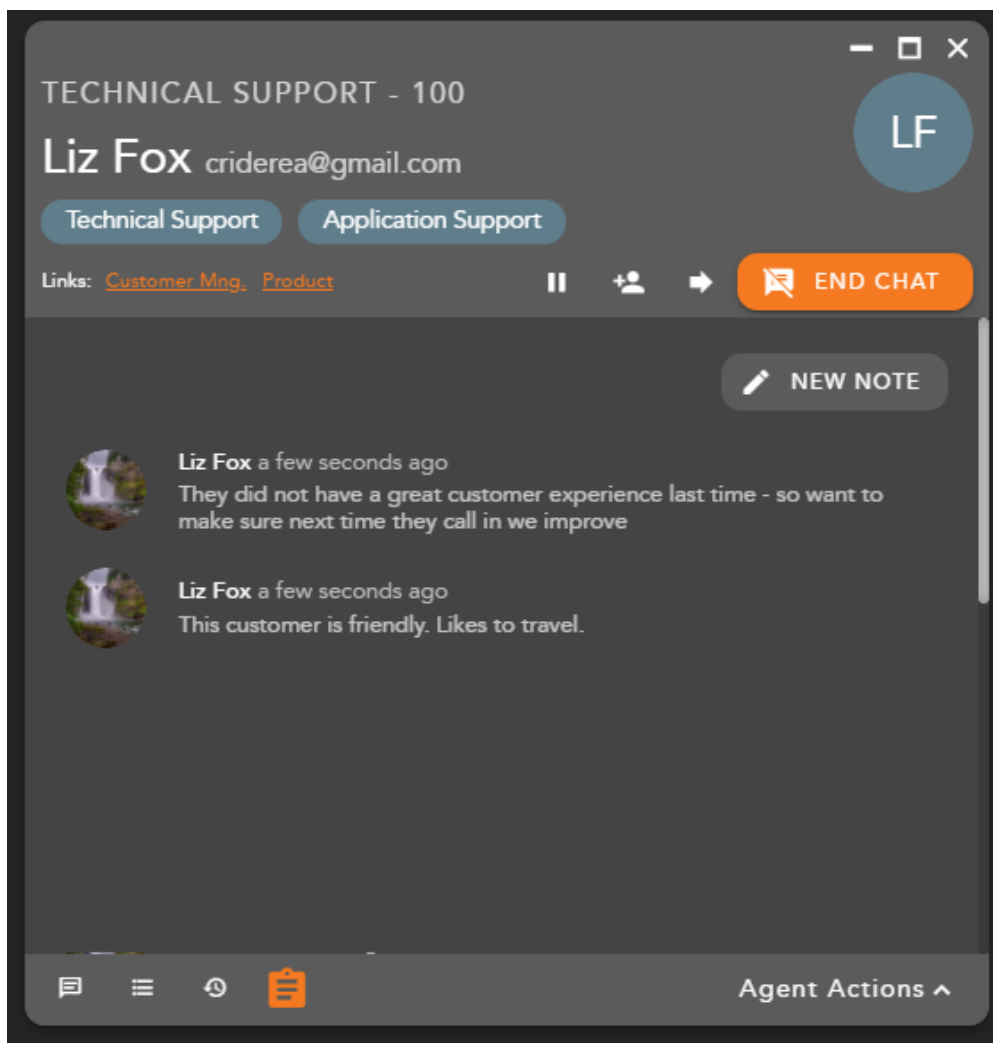 TECHNICAL SUPPORT - 100
LF
Liz Fox criderea@gmail.com
Technical Support Application Support
Links: Customer Mng. Product
END CHAT
NEW NOTE
Liz Fox a few seconds ago
They did not have a great customer experience last time - so want to
make sure next time they call in we improve
Liz Fox a few seconds ago
This customer is friendly. Likes to travel.
Agent Actions